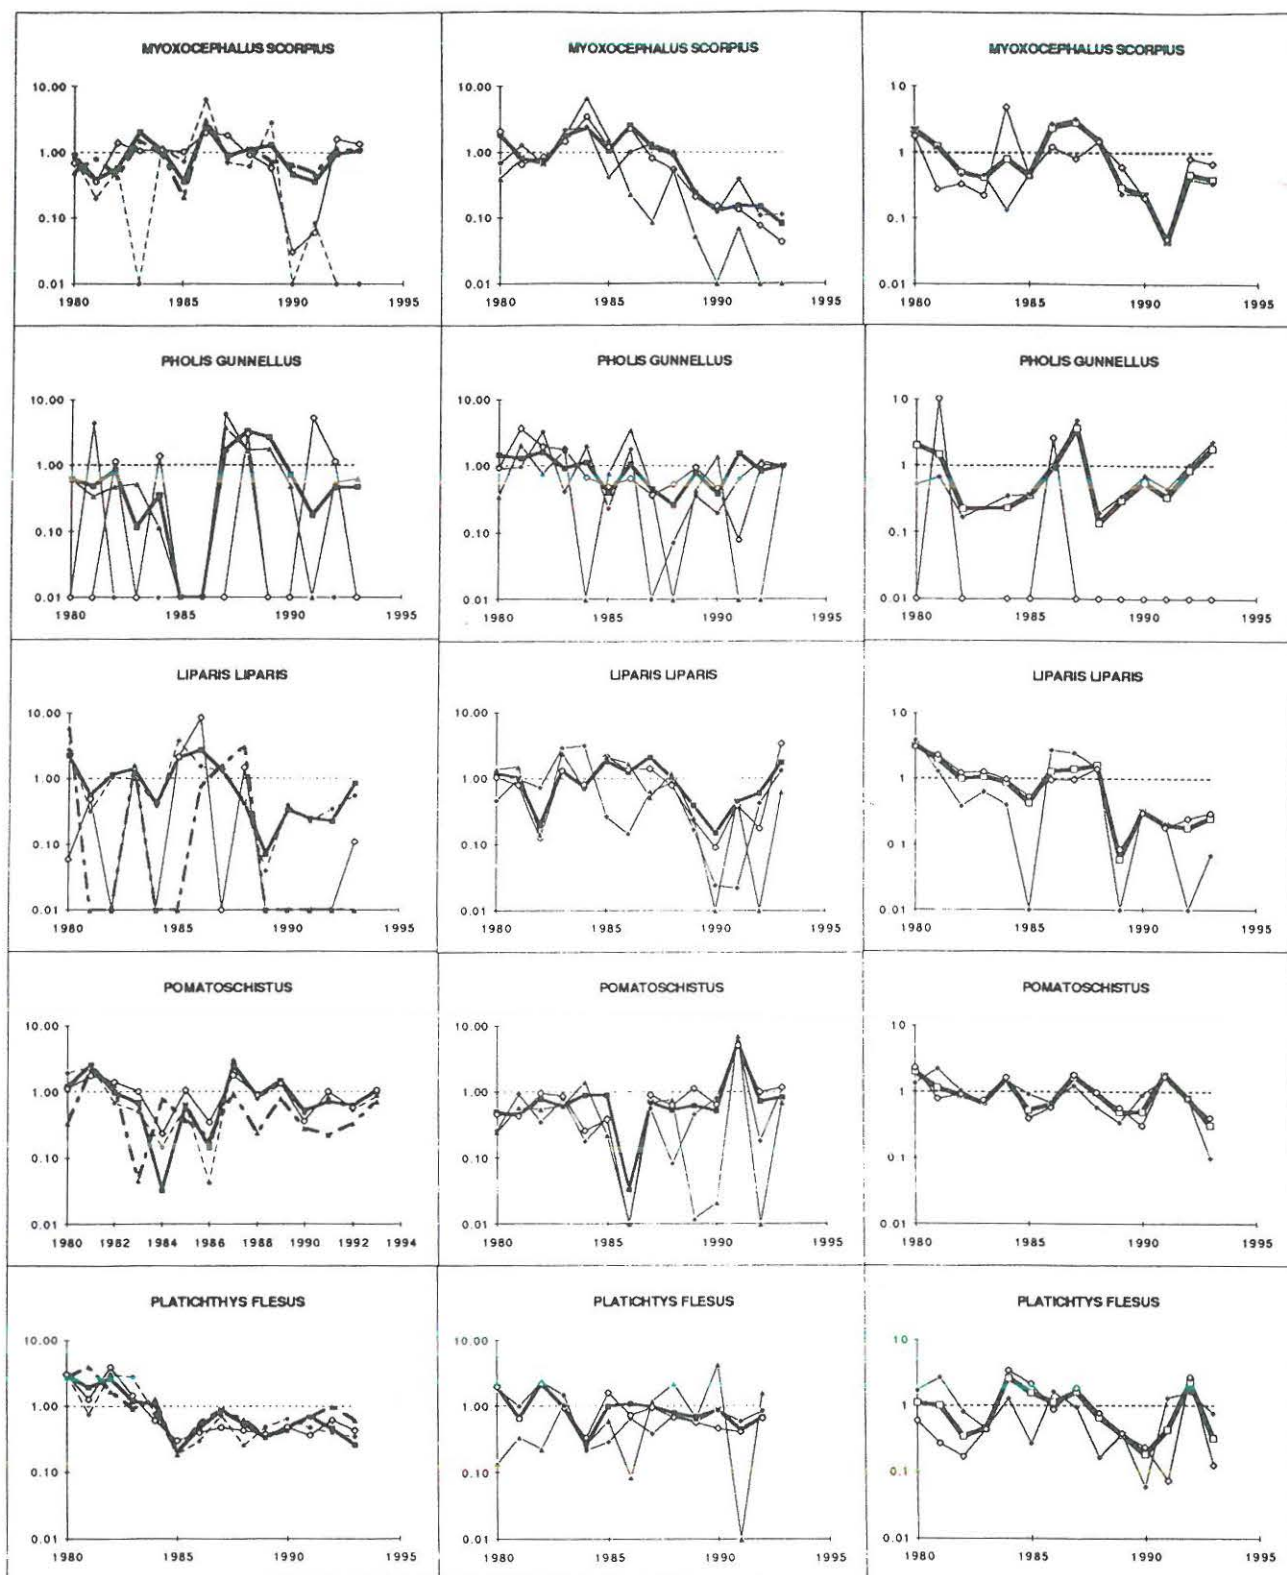 MYOXOCEPHALUS SCORPIUS
10.00
1.00
0.10
0.01
1980 1985 1990 1995
MYOXOCEPHALUS SCORPIUS
10.00
1.00
0.10
0.01
1980 1985 1990 1995
MYOXOCEPHALUS SCORPIUS
10
1
0.1
0.01
1980 1985 1990 1995
PHOLIS GUNNELLUS
10.00
1.00
0.10
0.01
1980 1985 1990 1995
PHOLIS GUNNELLUS
10.00
1.00
0.10
0.01
1980 1985 1990 1995
PHOLIS GUNNELLUS
10
1
0.1
0.01
1980 1985 1990 1995
LIPARIS LIPARIS
10.00
1.00
0.10
0.01
1980 1985 1990 1995
LIPARIS LIPARIS
10.00
1.00
0.10
0.01
1980 1985 1990 1995
LIPARIS LIPARIS
10
1
0.1
0.01
1980 1985 1990 1995
POMATOSCHISTUS
10.00
1.00
0.10
0.01
1980 1982 1984 1986 1988 1990 1992 1994
POMATOSCHISTUS
10.00
1.00
0.10
0.01
1980 1985 1990 1995
POMATOSCHISTUS
10
1
0.1
0.01
1980 1985 1990 1995
PLATICHTHYS FLESUS
10.00
1.00
0.10
0.01
1980 1985 1990 1995
PLATICHTYS FLESUS
10.00
1.00
0.10
0.01
1980 1985 1990 1995
PLATICHTYS FLESUS
10
1
0.1
0.01
1980 1985 1990 1995